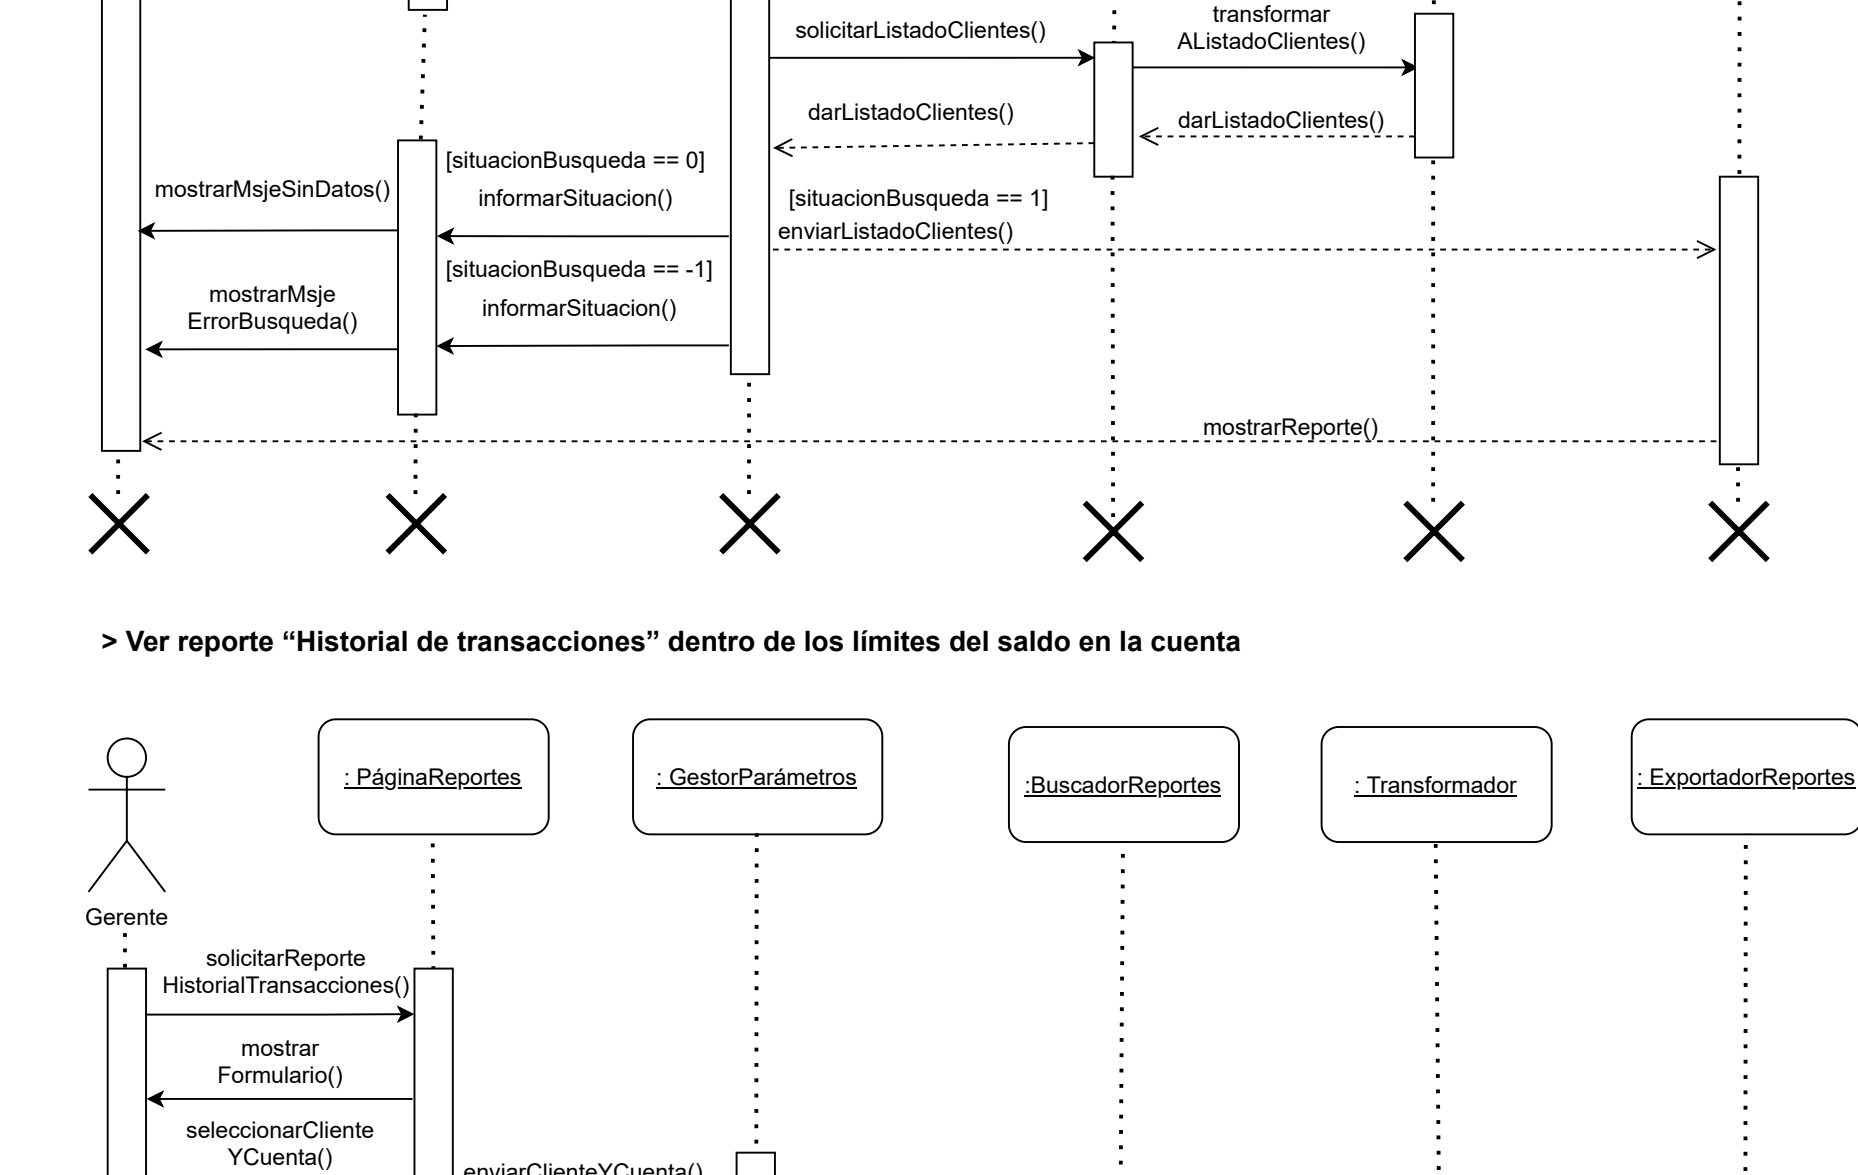 transformar
solicitarListadoClientes()
AListadoClientes()
darListadoClientes()
darListadoClientes()
[situacionBusqueda == 0]
mostrarMsjeSinDatos()
informarSituacion()
[situacionBusqueda == 1]
enviarListadoClientes()
[situacionBusqueda == -1]
mostrarMsje
ErrorBusqueda()
informarSituacion()
mostrarReporte()
> Ver reporte “Historial de transacciones” dentro de los límites del saldo en la cuenta
: PáginaReportes
: GestorParámetros
:BuscadorReportes
: Transformador
: ExportadorReportes
Gerente
solicitarReporte
HistorialTransacciones()
mostrar
Formulario()
seleccionarCliente
YCuenta()
enviarClienteYCuenta()